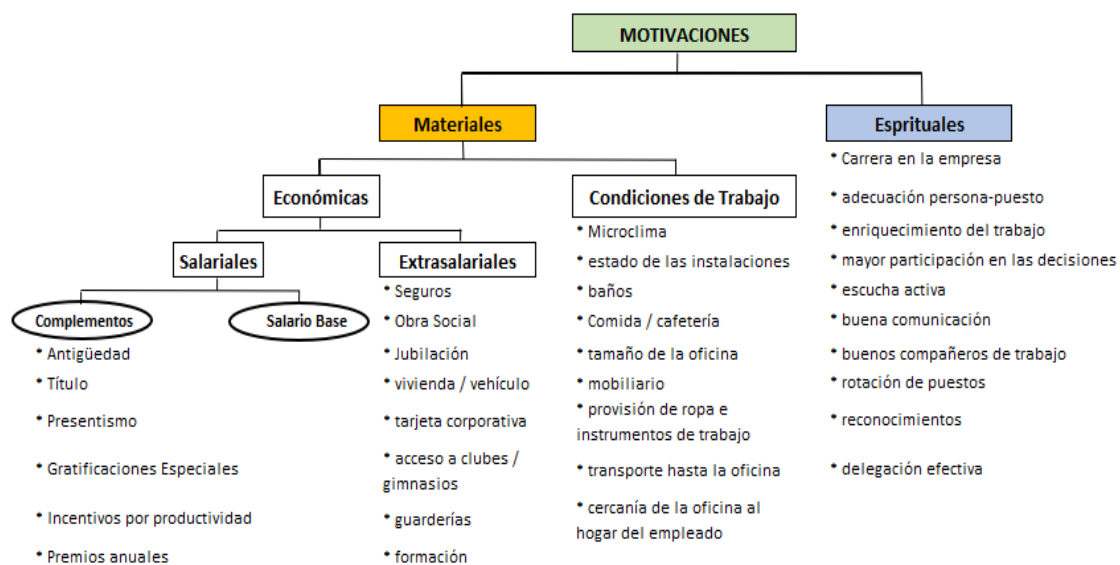 MOTIVACIONES
Materiales
Esprituales
* Carrera en la empresa
* adecuación persona-puesto
* enriquecimiento del trabajo
* mayor participación en las decisiones
* escucha activa
* buena comunicación
* buenos compañeros de trabajo
* rotación de puestos
* reconocimientos
* delegación efectiva
Económicas
Condiciones de Trabajo
* Microclima
* estado de las instalaciones
* baños
* Comida / cafetería
* tamaño de la oficina
* mobiliario
* provisión de ropa e
instrumentos de trabajo
* transporte hasta la oficina
* cercanía de la oficina al
hogar del empleado
Salariales
Extrasalariales
* Seguros
* Obra Social
* Jubilación
* vivienda / vehículo
* tarjeta corporativa
* acceso a clubes /
gimnasios
* guarderías
* formación
Complementos
Salario Base
* Antigüedad
* Título
* Presentismo
* Gratificaciones Especiales
* Incentivos por productividad
* Premios anuales